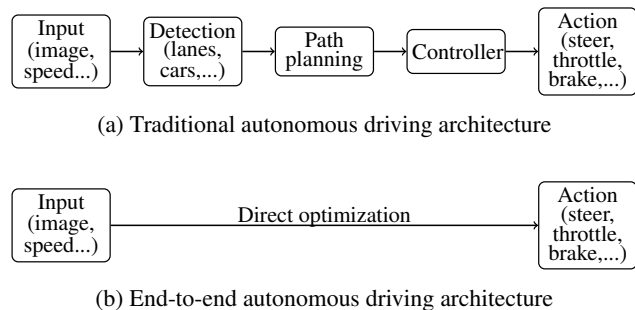 Input
(image,
speed...)
Detection
(lanes,
cars,...)
Path
planning
Controller
Action
(steer,
throttle,
brake,...)
(a) Traditional autonomous driving architecture
Input
(image,
speed...)
Direct optimization
Action
(steer,
throttle,
brake,...)
(b) End-to-end autonomous driving architecture